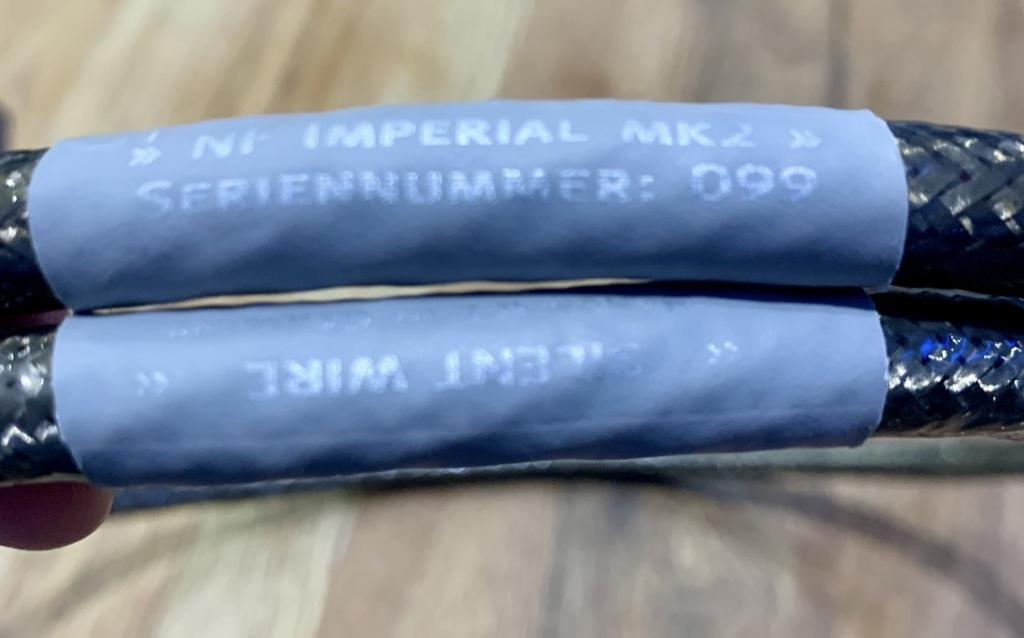 » NF IMPERIAL MK2 »
SERIENNUMMER: 099
» SILENT WIRE »